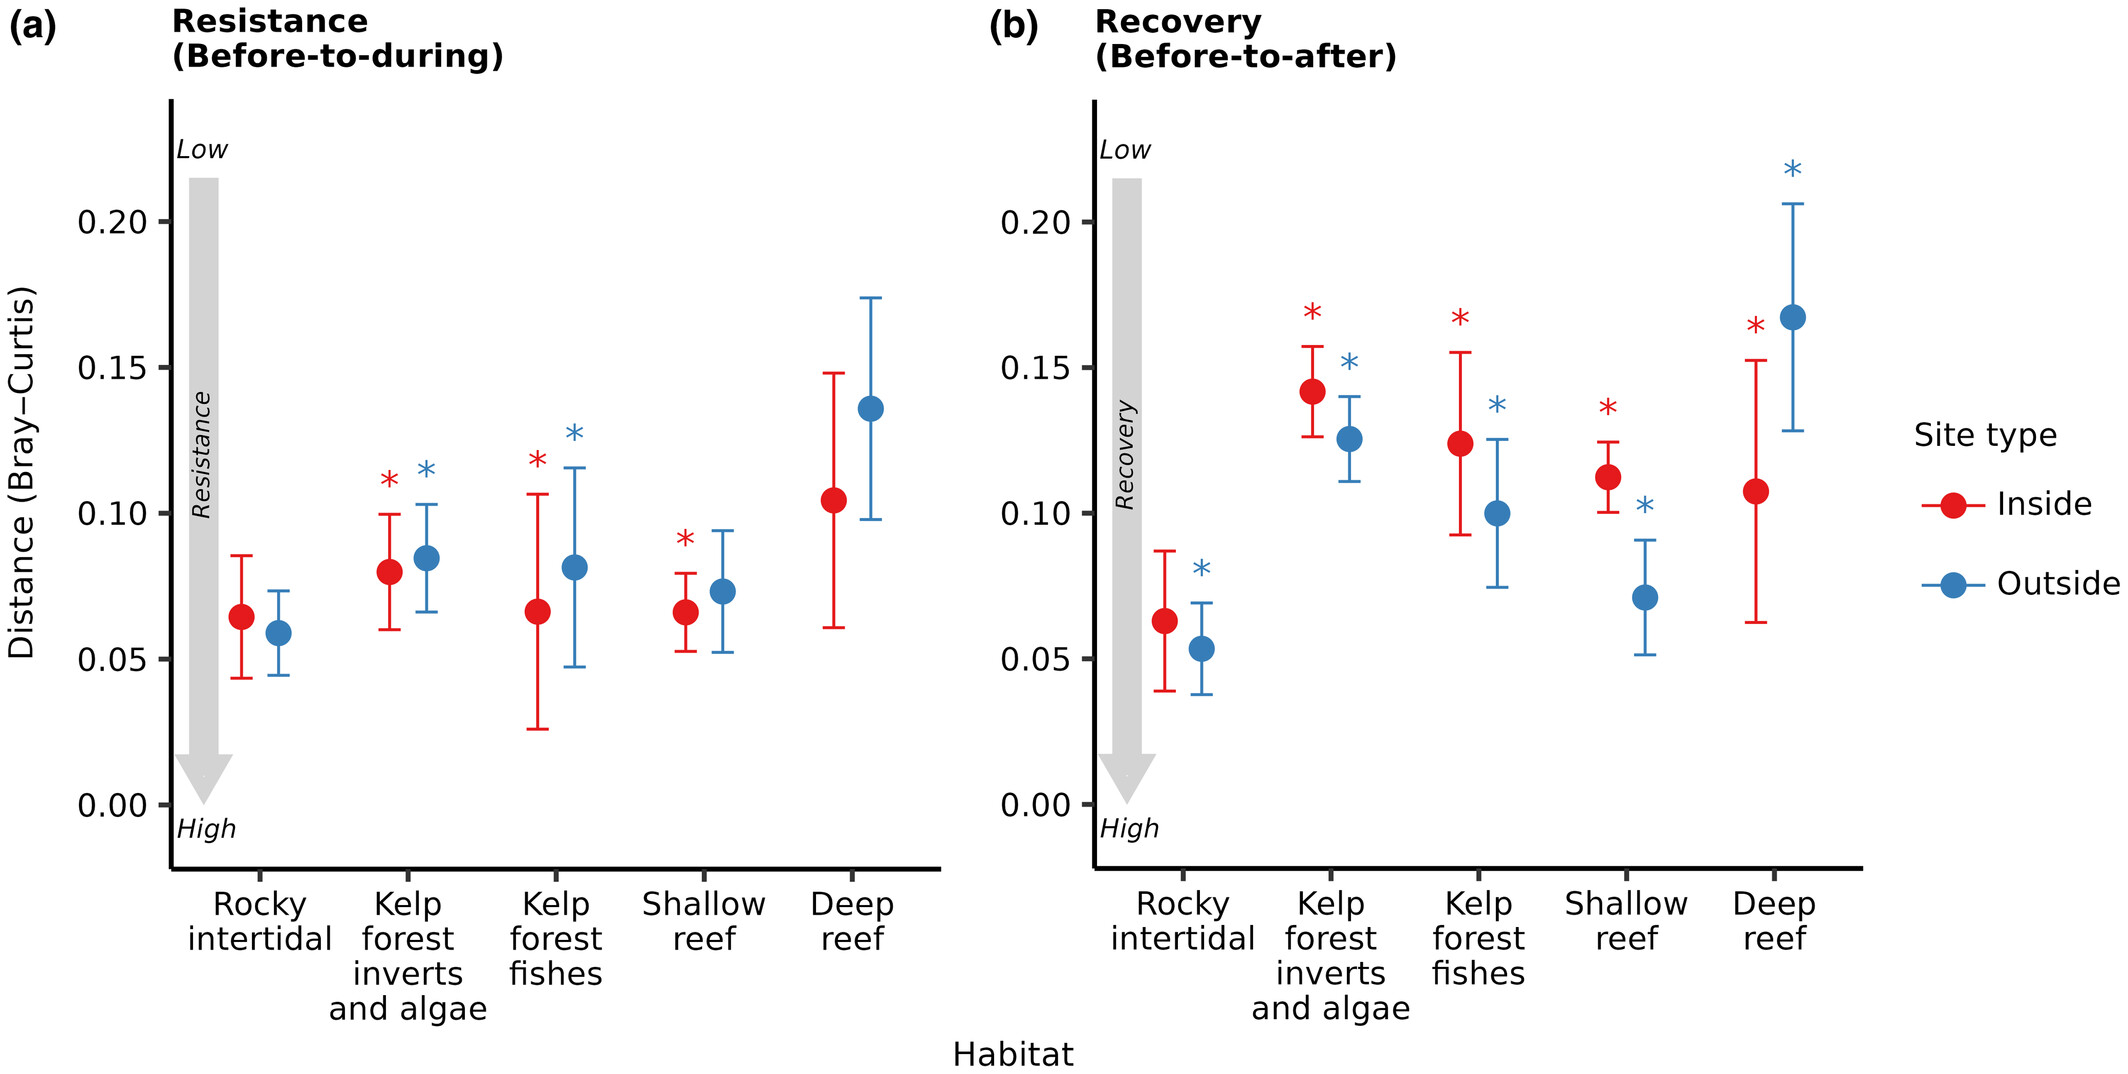 (a)
Resistance
(Before-to-during)
Distance (Bray–Curtis)
0.20
0.15
0.10
0.05
0.00
Low
Resistance
High
*
*
*
*
*
Rocky
intertidal
Kelp
forest
inverts
and algae
Kelp
forest
fishes
Shallow
reef
Deep
reef
(b)
Recovery
(Before-to-after)
0.20
0.15
0.10
0.05
0.00
Low
Recovery
High
*
*
*
*
*
*
*
*
*
Rocky
intertidal
Kelp
forest
inverts
and algae
Kelp
forest
fishes
Shallow
reef
Deep
reef
Habitat
Site type
Inside
Outside